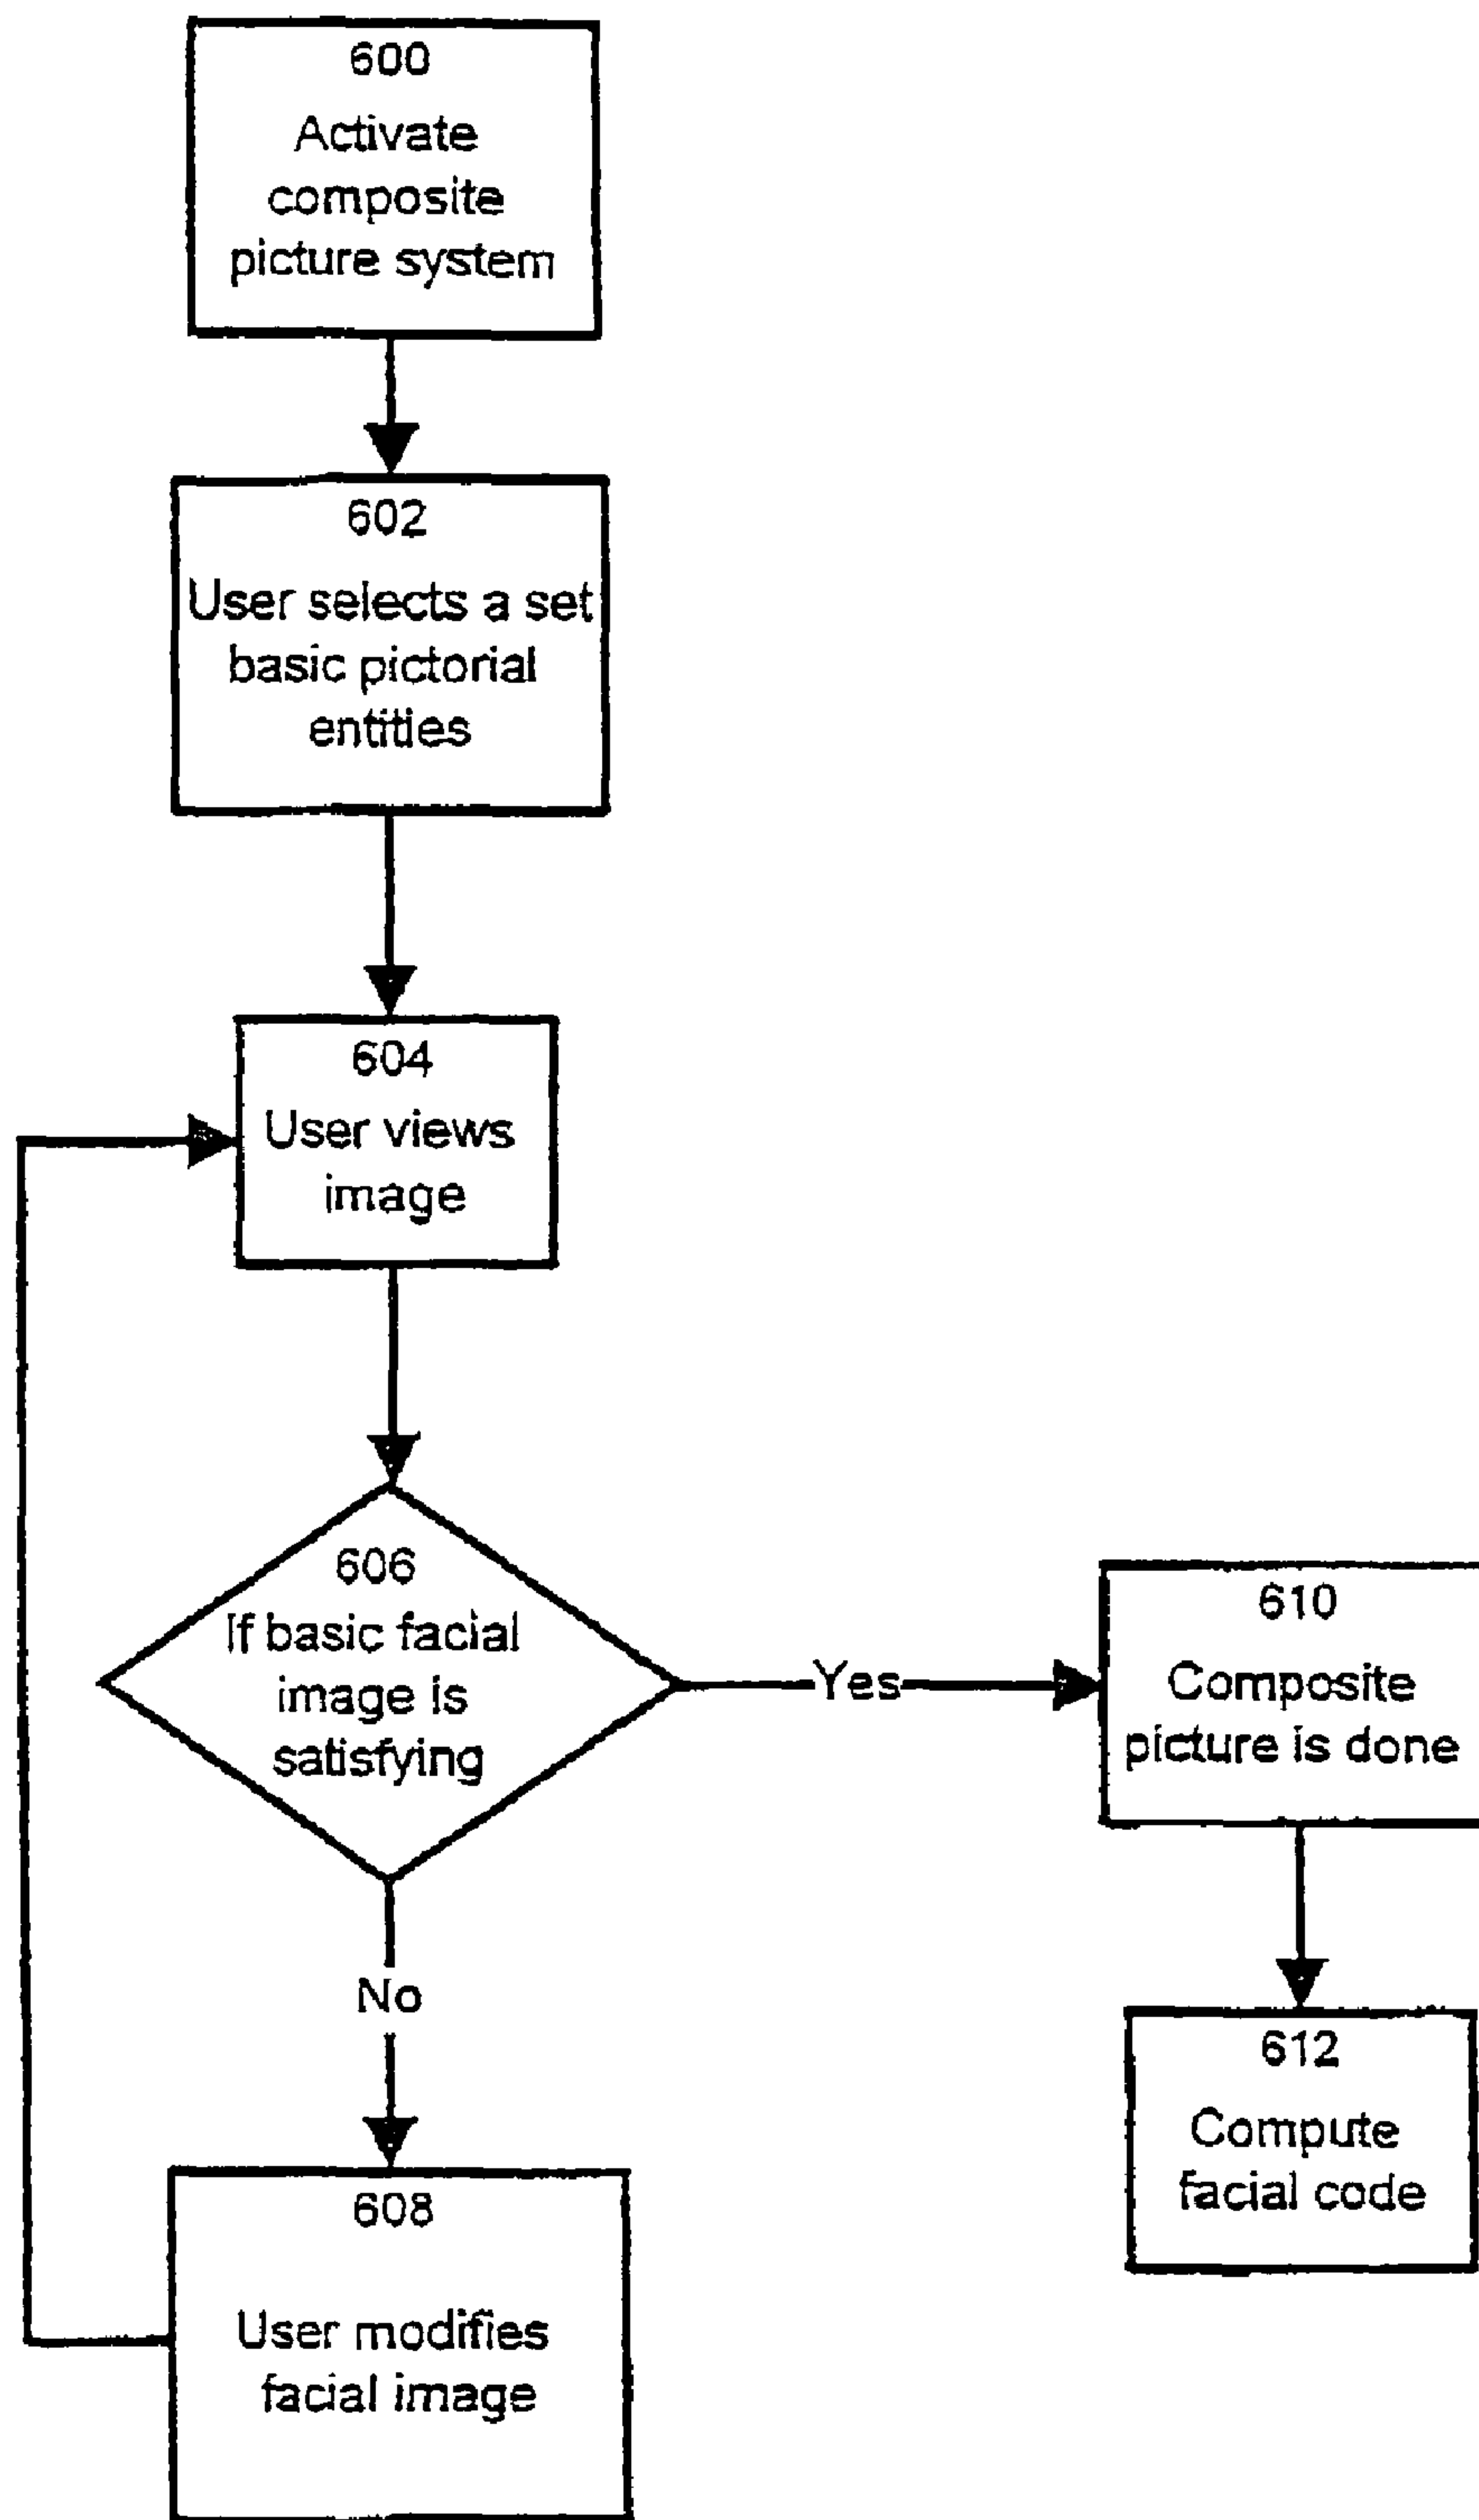 600
Activate
composite
picture system
602
User selects a set
basic pictorial
entities
604
User views
image
606
If basic facial
image is
satisfying
Yes
610
Composite
picture is done
No
612
Compute
facial code
608
User modifies
facial image